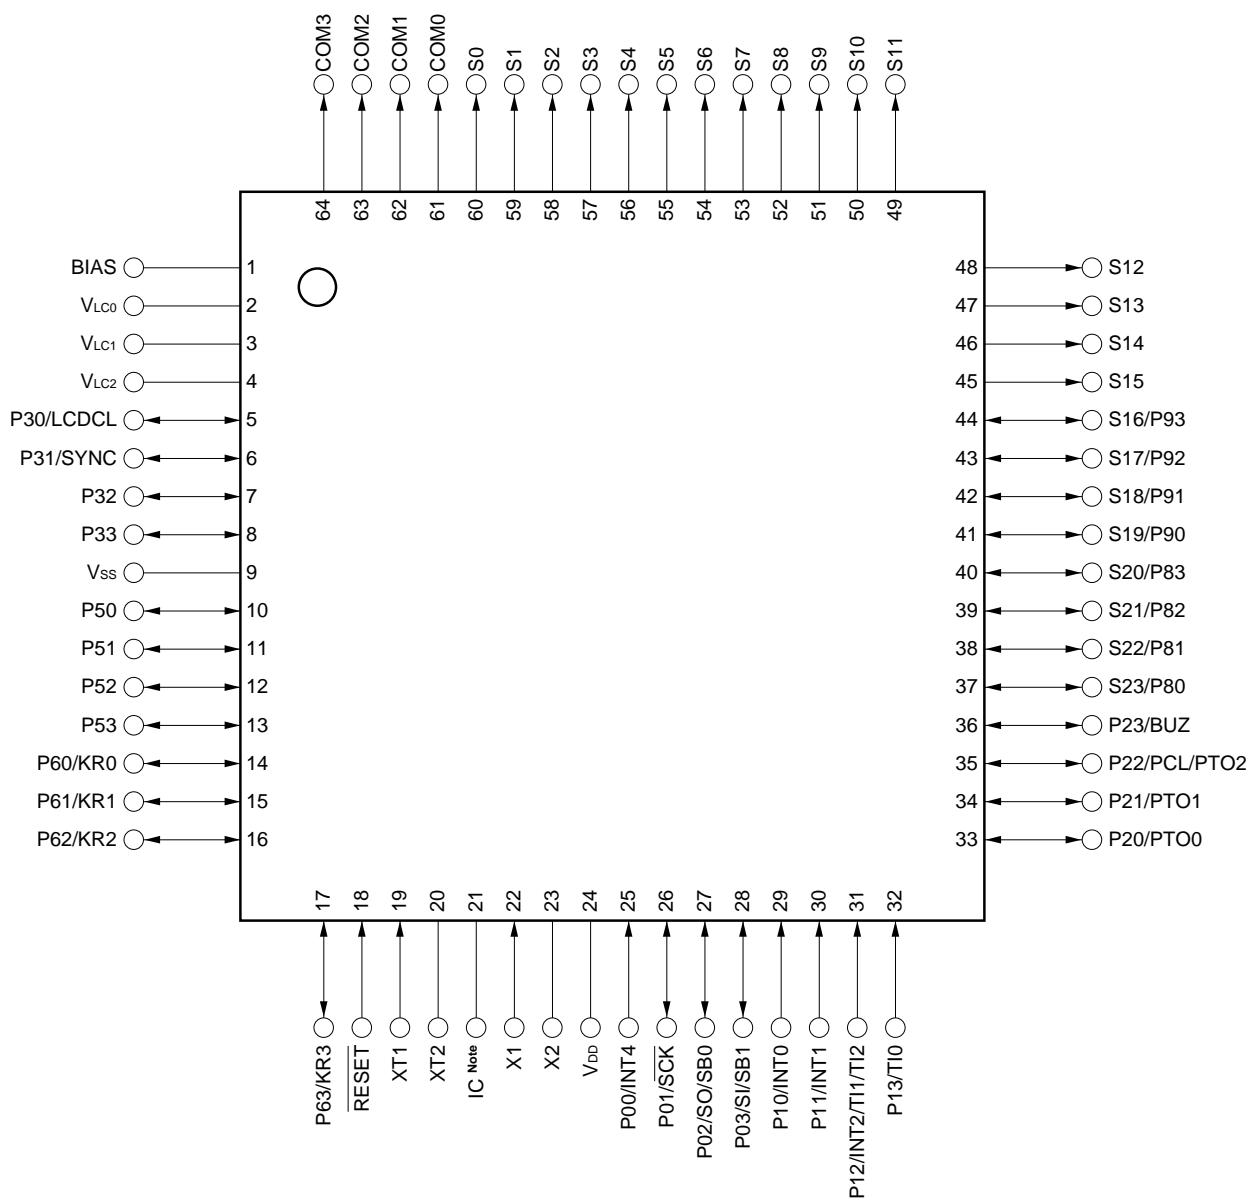 COM3
COM2
COM1
COM0
S0
S1
S2
S3
S4
S5
S6
S7
S8
S9
S10
S11
64
63
62
61
60
59
58
57
56
55
54
53
52
51
50
49
BIAS 1
VLC0 2
VLC1 3
VLC2 4
P30/LCDCL 5
P31/SYNC 6
P32 7
P33 8
VSS 9
P50 10
P51 11
P52 12
P53 13
P60/KR0 14
P61/KR1 15
P62/KR2 16
48 S12
47 S13
46 S14
45 S15
44 S16/P93
43 S17/P92
42 S18/P91
41 S19/P90
40 S20/P83
39 S21/P82
38 S22/P81
37 S23/P80
36 P23/BUZ
35 P22/PCL/PTO2
34 P21/PTO1
33 P20/PTO0
17
18
19
20
21
22
23
24
25
26
27
28
29
30
31
32
P63/KR3
RESET
XT1
XT2
IC Note
X1
X2
VDD
P00/INT4
P01/SCK
P02/SO/SB0
P03/SI/SB1
P10/INT0
P11/INT1
P12/INT2/TI1/TI2
P13/TI0